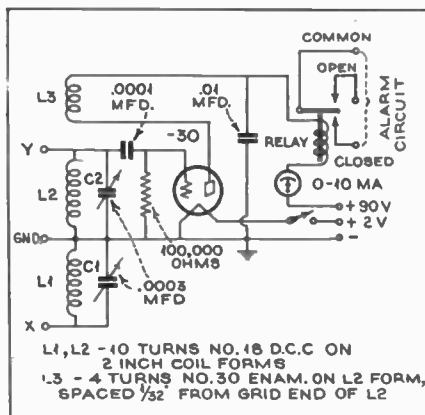 COMMON
OPEN
ALARM
CIRCUIT
.0001
MFD.
.01
MFD.
L3
-30
RELAY
CLOSED
Y
C2
0-10 MA
L2
+90V
+ 2V
-
GND
100,000
OHMS
L1
C1
.0003
MFD
X
L1, L2 - 10 TURNS NO. 18 D.C.C ON
2 INCH COIL FORMS
L3 - 4 TURNS NO. 30 ENAM. ON L2 FORM,
SPACED 1/32" FROM GRID END OF L2